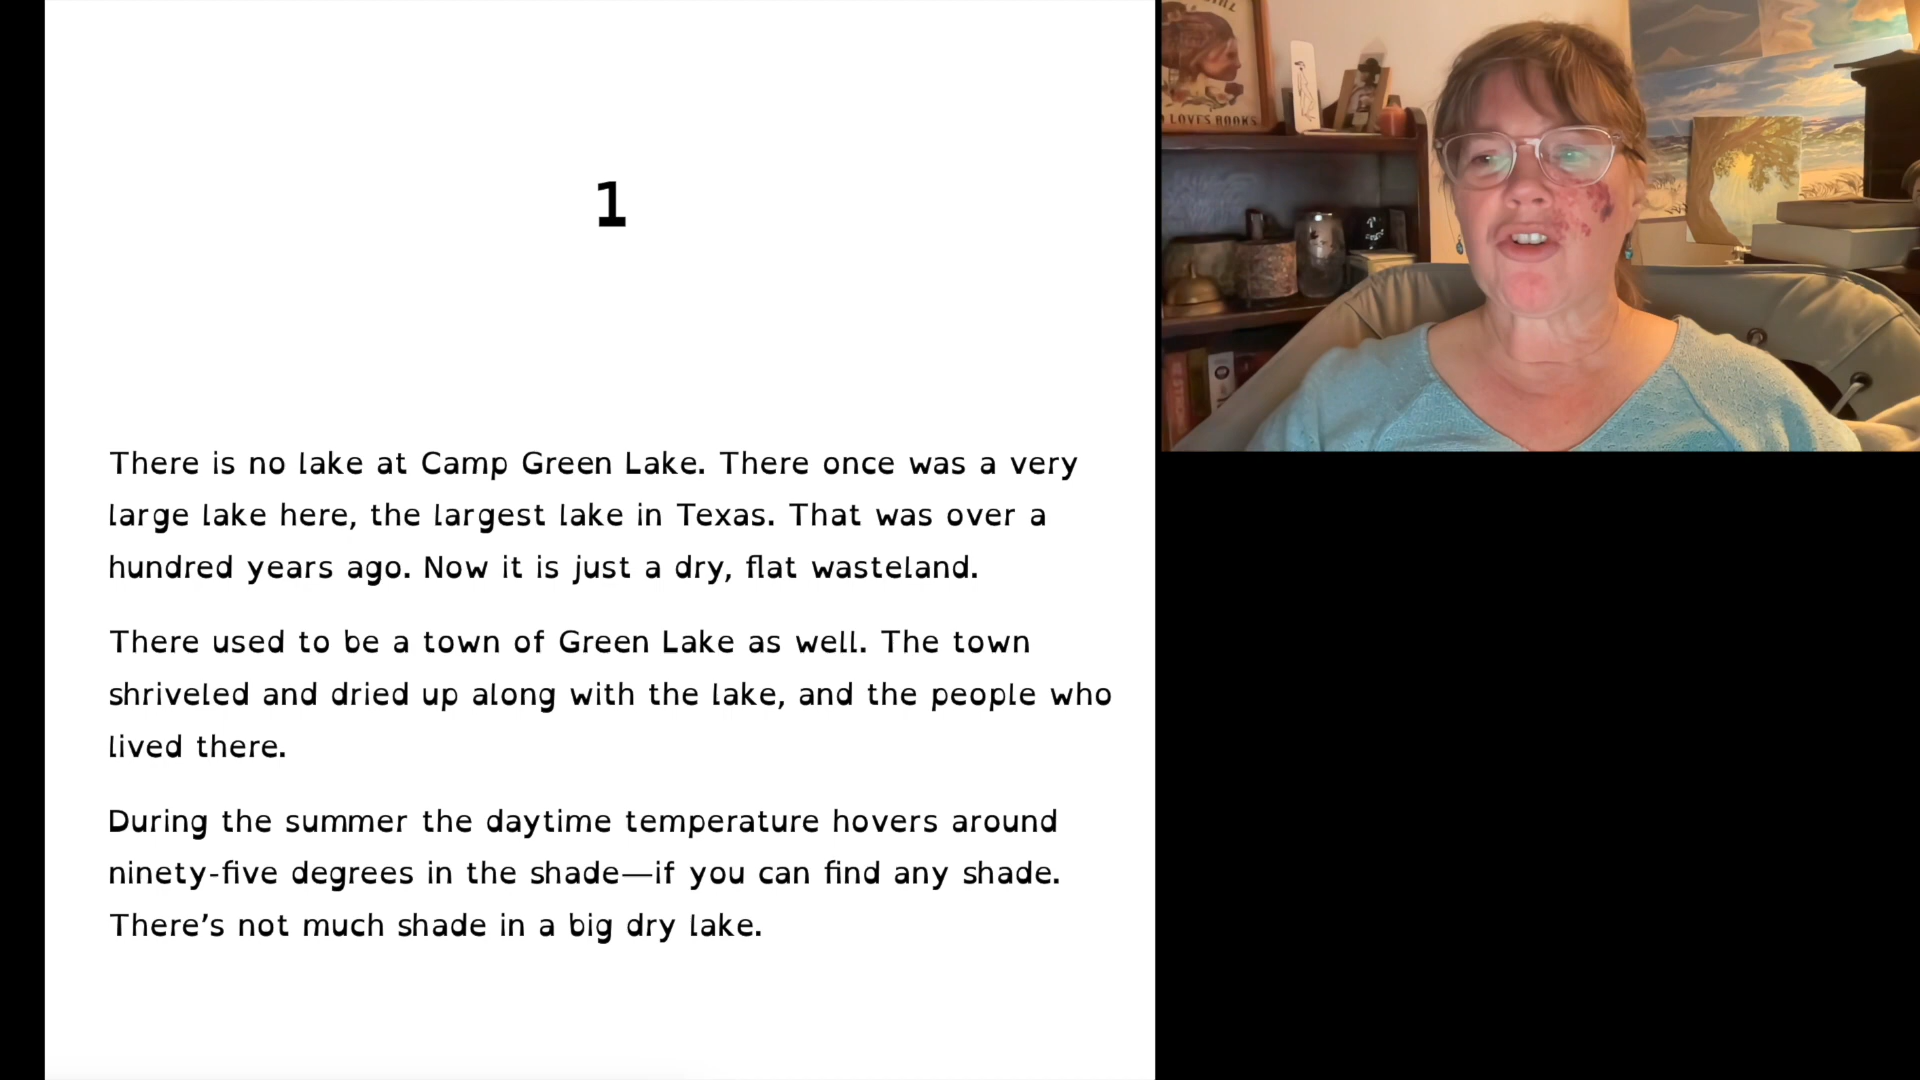 1
There is no lake at Camp Green Lake. There once was a very
large lake here, the largest lake in Texas. That was over a
hundred years ago. Now it is just a dry, flat wasteland.
There used to be a town of Green Lake as well. The town
shriveled and dried up along with the lake, and the people who
lived there.
During the summer the daytime temperature hovers around
ninety-five degrees in the shade—if you can find any shade.
There’s not much shade in a big dry lake.
LOVES BOOKS